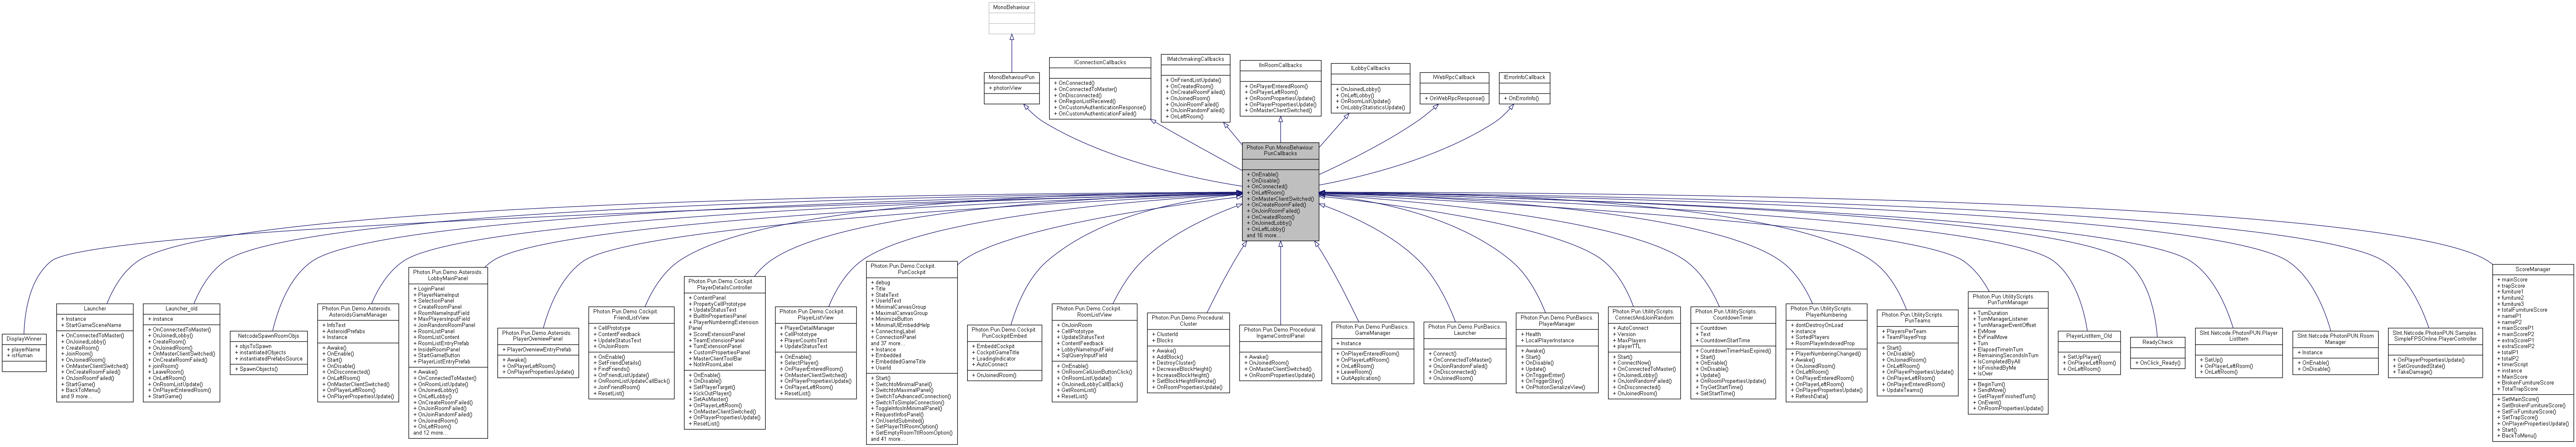 MonoBehaviour
MonoBehaviourPun
+ photonView
IConnectionCallbacks
+ OnConnected()
+ OnConnectedToMaster()
+ OnDisconnected()
+ OnRegionListReceived()
+ OnCustomAuthenticationResponse()
+ OnCustomAuthenticationFailed()
IMatchmakingCallbacks
+ OnFriendListUpdate()
+ OnCreatedRoom()
+ OnCreateRoomFailed()
+ OnJoinedRoom()
+ OnJoinRoomFailed()
+ OnJoinRandomFailed()
+ OnLeftRoom()
IInRoomCallbacks
+ OnPlayerEnteredRoom()
+ OnPlayerLeftRoom()
+ OnRoomPropertiesUpdate()
+ OnPlayerPropertiesUpdate()
+ OnMasterClientSwitched()
ILobbyCallbacks
+ OnJoinedLobby()
+ OnLeftLobby()
+ OnRoomListUpdate()
+ OnLobbyStatisticsUpdate()
IWebRpcCallback
+ OnWebRpcResponse()
IErrorInfoCallback
+ OnErrorInfo()
Photon.Pun.MonoBehaviour
PunCallbacks
+ OnEnable()
+ OnDisable()
+ OnConnected()
+ OnLeftRoom()
+ OnMasterClientSwitched()
+ OnCreateRoomFailed()
+ OnJoinRoomFailed()
+ OnCreatedRoom()
+ OnJoinedLobby()
+ OnLeftLobby()
and 16 more...
DisplayWinner
+ playerName
+ isHuman
Launcher
+ Instance
+ StartGameSceneName
+ OnConnectedToMaster()
+ OnJoinedLobby()
+ CreateRoom()
+ JoinRoom()
+ OnJoinedRoom()
+ OnMasterClientSwitched()
+ OnCreateRoomFailed()
+ OnJoinRoomFailed()
+ StartGame()
+ BackToMenu()
and 9 more...
Launcher_old
+ instance
+ OnConnectedToMaster()
+ OnJoinedLobby()
+ CreateRoom()
+ OnJoinedRoom()
+ OnMasterClientSwitched()
+ OnCreateRoomFailed()
+ joinRoom()
+ LeaveRoom()
+ OnLeftRoom()
+ OnRoomListUpdate()
+ OnPlayerEnteredRoom()
+ StartGame()
NetcodeSpawnRoomObjs
+ objsToSpawn
+ instantiatedObjects
+ instantiatedPrefabsSource
+ SpawnObjects()
Photon.Pun.Demo.Asteroids.
AsteroidsGameManager
+ InfoText
+ AsteroidPrefabs
+ Instance
+ Awake()
+ OnEnable()
+ Start()
+ OnDisable()
+ OnDisconnected()
+ OnLeftRoom()
+ OnMasterClientSwitched()
+ OnPlayerLeftRoom()
+ OnPlayerPropertiesUpdate()
Photon.Pun.Demo.Asteroids.
LobbyMainPanel
+ LoginPanel
+ PlayerNameInput
+ SelectionPanel
+ CreateRoomPanel
+ RoomNameInputField
+ MaxPlayersInputField
+ JoinRandomRoomPanel
+ RoomListPanel
+ RoomListContent
+ RoomListEntryPrefab
+ InsideRoomPanel
+ StartGameButton
+ PlayerListEntryPrefab
+ Awake()
+ OnConnectedToMaster()
+ OnRoomListUpdate()
+ OnJoinedLobby()
+ OnLeftLobby()
+ OnCreateRoomFailed()
+ OnJoinRoomFailed()
+ OnJoinRandomFailed()
+ OnJoinedRoom()
+ OnLeftRoom()
and 12 more...
Photon.Pun.Demo.Asteroids.
PlayerOverviewPanel
+ PlayerOverviewEntryPrefab
+ Awake()
+ OnPlayerLeftRoom()
+ OnPlayerPropertiesUpdate()
Photon.Pun.Demo.Cockpit.
FriendListView
+ CellPrototype
+ ContentFeedback
+ UpdateStatusText
+ OnJoinRoom
+ OnEnable()
+ SetFriendDetails()
+ FindFriends()
+ OnFriendListUpdate()
+ OnRoomListUpdateCallBack()
+ JoinFriendRoom()
+ ResetList()
Photon.Pun.Demo.Cockpit.
PlayerDetailsController
+ ContentPanel
+ PropertyCellPrototype
+ UpdateStatusText
+ BuiltInPropertiesPanel
+ PlayerNumberingExtension
Panel
+ ScoreExtensionPanel
+ TeamExtensionPanel
+ TurnExtensionPanel
+ CustomPropertiesPanel
+ MasterClientToolBar
+ NotInRoomLabel
+ OnEnable()
+ OnDisable()
+ SetPlayerTarget()
+ KickOutPlayer()
+ SetAsMaster()
+ OnPlayerLeftRoom()
+ OnMasterClientSwitched()
+ OnPlayerPropertiesUpdate()
+ ResetList()
Photon.Pun.Demo.Cockpit.
PlayerListView
+ PlayerDetailManager
+ CellPrototype
+ PlayerCountsText
+ UpdateStatusText
+ OnEnable()
+ SelectPlayer()
+ OnPlayerEnteredRoom()
+ OnMasterClientSwitched()
+ OnPlayerPropertiesUpdate()
+ OnPlayerLeftRoom()
+ ResetList()
Photon.Pun.Demo.Cockpit.
PunCockpit
+ debug
+ Title
+ StateText
+ UserIdText
+ MinimalCanvasGroup
+ MaximalCanvasGroup
+ MinimizeButton
+ MinimalUIEmbeddHelp
+ ConnectingLabel
+ ConnectionPanel
and 37 more...
+ Instance
+ Embedded
+ EmbeddedGameTitle
+ UserId
+ Start()
+ SwitchtoMinimalPanel()
+ SwitchtoMaximalPanel()
+ SwitchToAdvancedConnection()
+ SwitchToSimpleConnection()
+ ToggleInfosInMinimalPanel()
+ RequestInfosPanel()
+ OnUserIdSubmited()
+ SetPlayerTtlRoomOption()
+ SetEmptyRoomTtlRoomOption()
and 41 more...
Photon.Pun.Demo.Cockpit.
PunCockpitEmbed
+ EmbeddCockpit
+ CockpitGameTitle
+ LoadingIndicator
+ AutoConnect
+ OnJoinedRoom()
Photon.Pun.Demo.Cockpit.
RoomListView
+ OnJoinRoom
+ CellPrototype
+ UpdateStatusText
+ ContentFeedback
+ LobbyNameInputField
+ SqlQueryInputField
+ OnEnable()
+ OnRoomCellJoinButtonClick()
+ OnRoomListUpdate()
+ GetRoomList()
+ OnJoinedLobbyCallBack()
+ ResetList()
Photon.Pun.Demo.Procedural.
Cluster
+ ClusterId
+ Blocks
+ Awake()
+ AddBlock()
+ DestroyCluster()
+ DecreaseBlockHeight()
+ IncreaseBlockHeight()
+ SetBlockHeightRemote()
+ OnRoomPropertiesUpdate()
Photon.Pun.Demo.Procedural.
IngameControlPanel
+ Awake()
+ OnJoinedRoom()
+ OnMasterClientSwitched()
+ OnRoomPropertiesUpdate()
Photon.Pun.Demo.PunBasics.
GameManager
+ Instance
+ OnPlayerEnteredRoom()
+ OnPlayerLeftRoom()
+ OnLeftRoom()
+ LeaveRoom()
+ QuitApplication()
Photon.Pun.Demo.PunBasics.
Launcher
+ Connect()
+ OnConnectedToMaster()
+ OnJoinRandomFailed()
+ OnDisconnected()
+ OnJoinedRoom()
Photon.Pun.Demo.PunBasics.
PlayerManager
+ Health
+ LocalPlayerInstance
+ Awake()
+ Start()
+ OnDisable()
+ Update()
+ OnTriggerEnter()
+ OnTriggerStay()
+ OnPhotonSerializeView()
Photon.Pun.UtilityScripts.
ConnectAndJoinRandom
+ AutoConnect
+ Version
+ MaxPlayers
+ playerTTL
+ Start()
+ ConnectNow()
+ OnConnectedToMaster()
+ OnJoinedLobby()
+ OnJoinRandomFailed()
+ OnDisconnected()
+ OnJoinedRoom()
Photon.Pun.UtilityScripts.
CountdownTimer
+ Countdown
+ Text
+ CountdownStartTime
+ CountdownTimerHasExpired()
+ Start()
+ OnEnable()
+ OnDisable()
+ Update()
+ OnRoomPropertiesUpdate()
+ TryGetStartTime()
+ SetStartTime()
Photon.Pun.UtilityScripts.
PlayerNumbering
+ dontDestroyOnLoad
+ instance
+ SortedPlayers
+ RoomPlayerIndexedProp
+ PlayerNumberingChanged()
+ Awake()
+ OnJoinedRoom()
+ OnLeftRoom()
+ OnPlayerEnteredRoom()
+ OnPlayerLeftRoom()
+ OnPlayerPropertiesUpdate()
+ RefreshData()
Photon.Pun.UtilityScripts.
PunTeams
+ PlayersPerTeam
+ TeamPlayerProp
+ Start()
+ OnDisable()
+ OnJoinedRoom()
+ OnLeftRoom()
+ OnPlayerPropertiesUpdate()
+ OnPlayerLeftRoom()
+ OnPlayerEnteredRoom()
+ UpdateTeams()
Photon.Pun.UtilityScripts.
PunTurnManager
+ TurnDuration
+ TurnManagerListener
+ TurnManagerEventOffset
+ EvMove
+ EvFinalMove
+ Turn
+ ElapsedTimeInTurn
+ RemainingSecondsInTurn
+ IsCompletedByAll
+ IsFinishedByMe
+ IsOver
+ BeginTurn()
+ SendMove()
+ GetPlayerFinishedTurn()
+ OnEvent()
+ OnRoomPropertiesUpdate()
PlayerListItem_Old
+ SetUpPlayer()
+ OnPlayerLeftRoom()
+ OnLeftRoom()
ReadyCheck
+ OnClick_Ready()
SInt.Netcode.PhotonPUN.Player
ListItem
+ SetUp()
+ OnPlayerLeftRoom()
+ OnLeftRoom()
SInt.Netcode.PhotonPUN.Room
Manager
+ Instance
+ OnEnable()
+ OnDisable()
SInt.Netcode.PhotonPUN.Samples.
SimpleFPSOnline.PlayerController
+ OnPlayerPropertiesUpdate()
+ SetGroundedState()
+ TakeDamage()
ScoreManager
+ mainScore
+ trapScore
+ furniture1
+ furniture2
+ furniture3
+ totalFurnitureScore
+ nameP1
+ nameP2
+ mainScoreP1
+ mainScoreP2
+ extraScoreP1
+ extraScoreP2
+ totalP1
+ totalP2
+ timerScript
+ instance
+ MainScore
+ BrokenFurnitureScore
+ TotalTrapScore
+ SetMainScore()
+ SetBrokenFurnitureScore()
+ SetFixFurnitureScore()
+ SetTrapScore()
+ OnPlayerPropertiesUpdate()
+ Start()
+ BackToMenu()